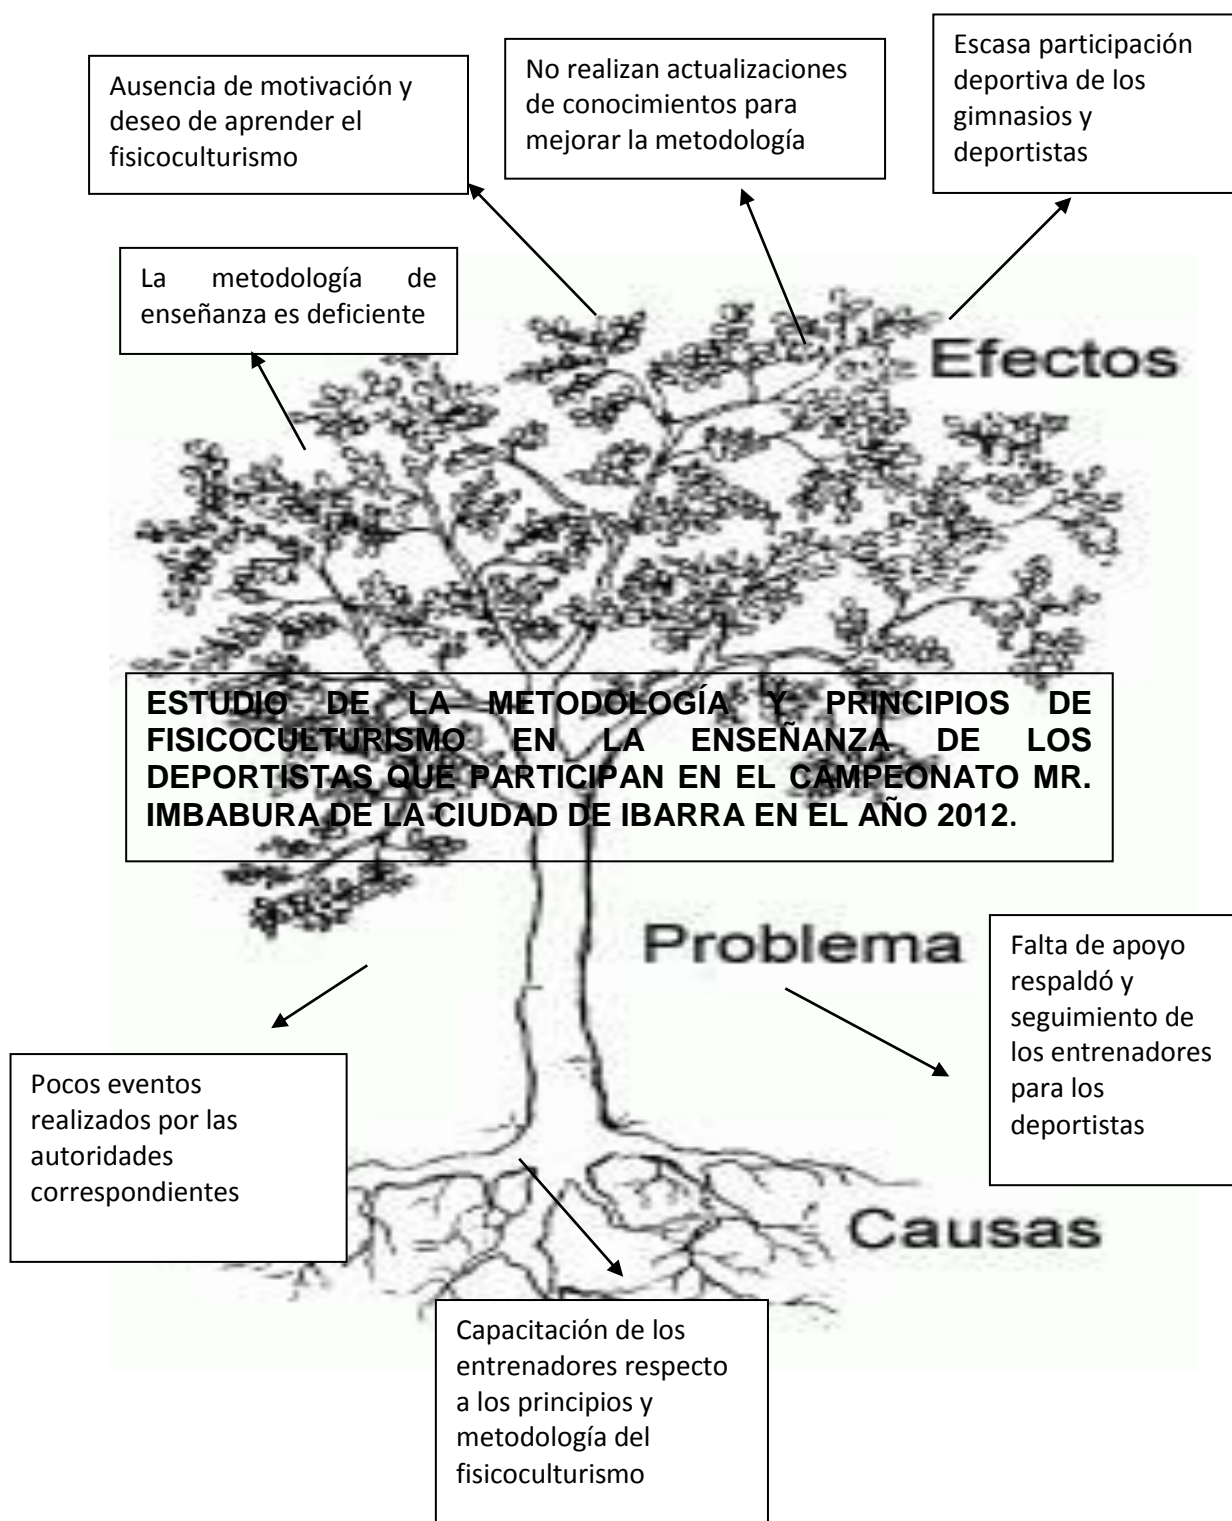 Ausencia de motivación y
deseo de aprender el
fisicoculturismo
No realizan actualizaciones
de conocimientos para
mejorar la metodología
Escasa participación
deportiva de los
gimnasios y
deportistas
La metodología de
enseñanza es deficiente
Efectos
ESTUDIO DE LA METODOLOGÍA Y PRINCIPIOS DE
FISICOCULTURISMO EN LA ENSEÑANZA DE LOS
DEPORTISTAS QUE PARTICIPAN EN EL CAMPEONATO MR.
IMBABURA DE LA CIUDAD DE IBARRA EN EL AÑO 2012.
Problema
Falta de apoyo
respaldó y
seguimiento de
los entrenadores
para los
deportistas
Pocos eventos
realizados por las
autoridades
correspondientes
Causas
Capacitación de los
entrenadores respecto
a los principios y
metodología del
fisicoculturismo